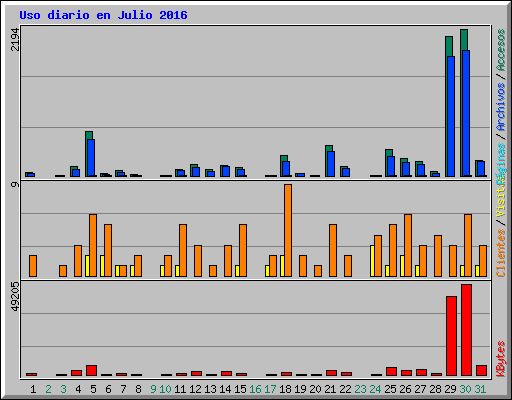 Uso diario en Julio 2016
2194
9
49205
Accesos / Archivos / Páginas
Clientes / Visitas
KBytes
1 2 3 4 5 6 7 8 9 10 11 12 13 14 15 16 17 18 19 20 21 22 23 24 25 26 27 28 29 30 31